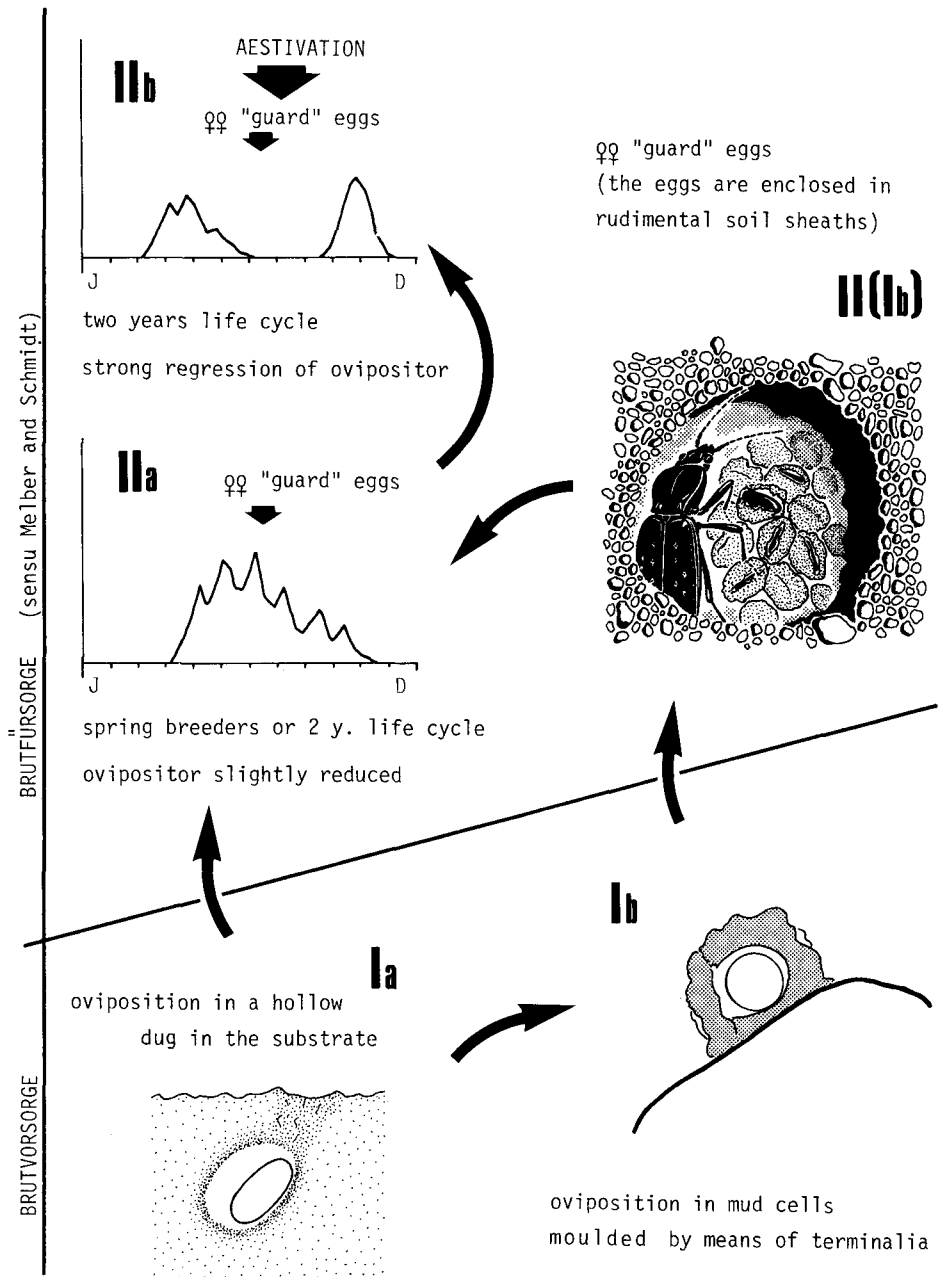 AESTIVATION
IIb
♀♀ "guard" eggs
J
D
two years life cycle
strong regression of ovipositor
♀♀ "guard" eggs
(the eggs are enclosed in
rudimental soil sheaths)
II(Ib)
IIa
♀♀ "guard" eggs
J
D
spring breeders or 2 y. life cycle
ovipositor slightly reduced
BRUTFÜRSORGE (sensu Melber and Schmidt)
Ia
oviposition in a hollow
dug in the substrate
Ib
oviposition in mud cells
moulded by means of terminalia
BRUTVORSORGE